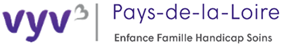 vyv3
Pays-de-la-Loire
Enfance Famille Handicap Soins